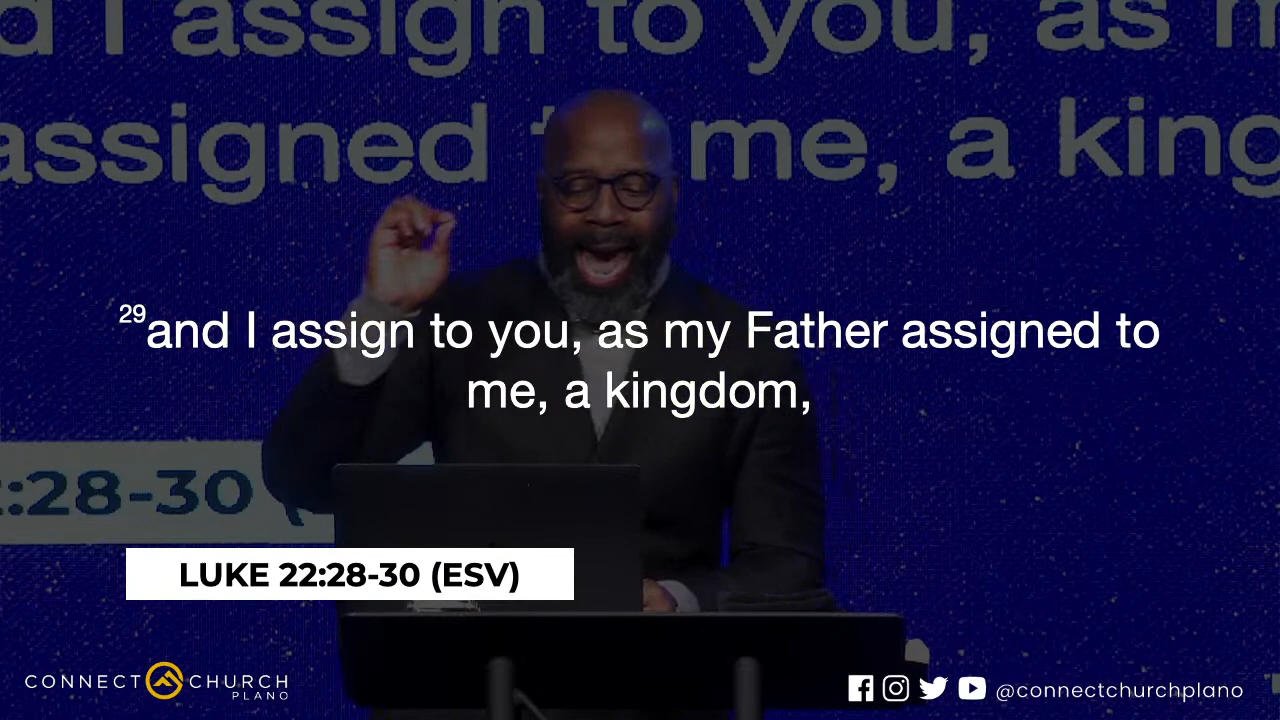 d I assign to you, as m
assigned t me, a king
29and I assign to you, as my Father assigned to
me, a kingdom,
:28-30 (
LUKE 22:28-30 (ESV)
CONNECT CHURCH
PLANO
@connectchurchplano